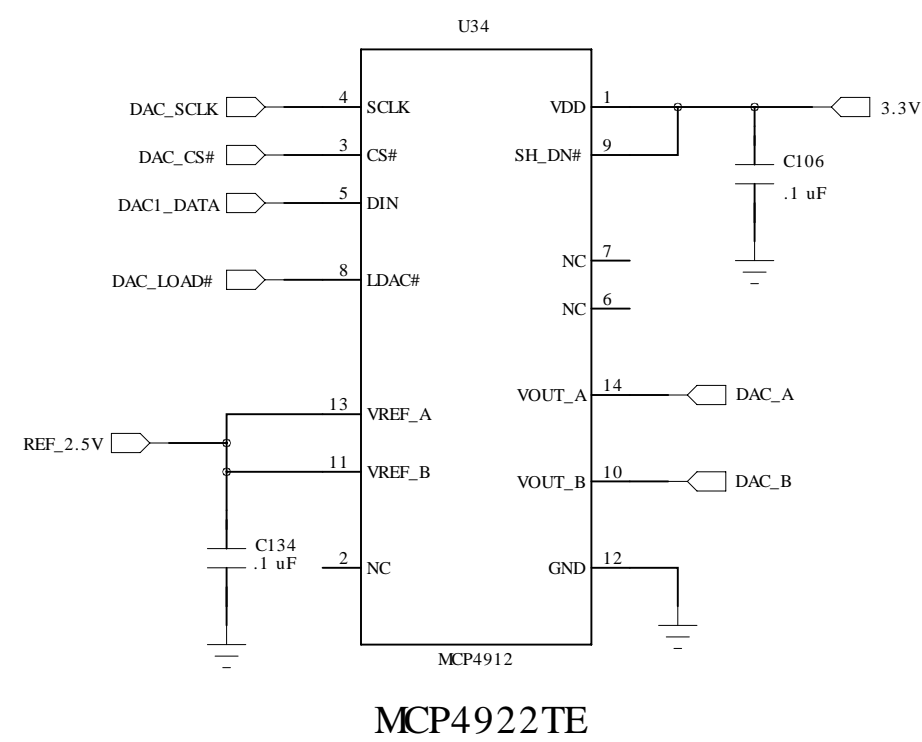 U34
DAC_SCLK 4 SCLK VDD 1 3.3V
DAC_CS# 3 CS# SH_DN# 9
C106
.1 uF
DAC1_DATA 5 DIN
NC 7
DAC_LOAD# 8 LDAC#
NC 6
VOUT_A 14 DAC_A
13 VREF_A
REF_2.5V
11 VREF_B
VOUT_B 10 DAC_B
C134
.1 uF
2 NC GND 12
MCP4912
MCP4922TE